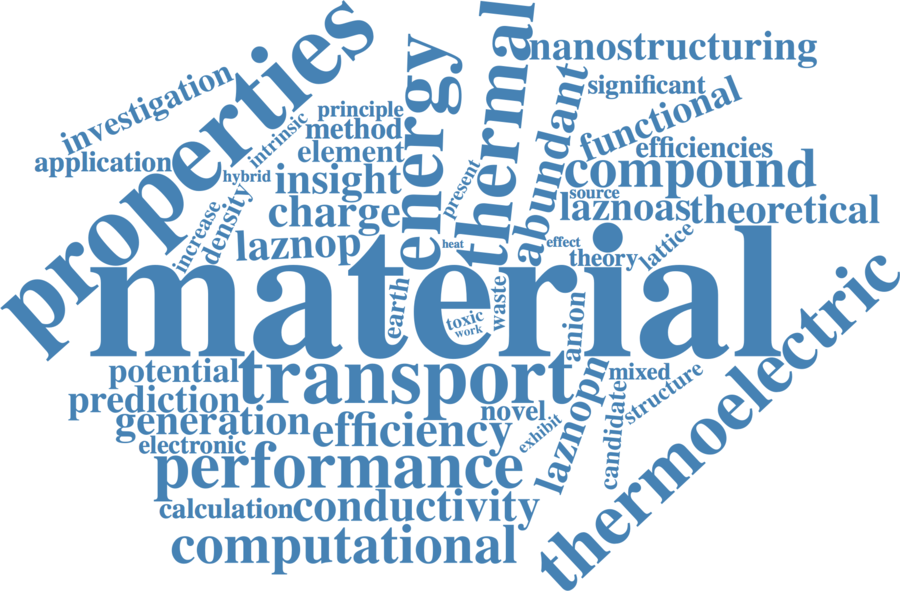 thermal
nanostructuring
properties
energy
investigation
significant
abundant
functional
principle
intrinsic
method
efficiencies
application
element
compound
hybrid
insight
present
source
increase
density
charge
laznoas
theoretical
laznop
heat
effect
theory
lattice
material
earth
waste
toxic
work
anion
thermoelectric
potential
transport
mixed
prediction
laznopn
candidate
structure
generation
efficiency
novel
exhibit
electronic
performance
calculation
conductivity
computational